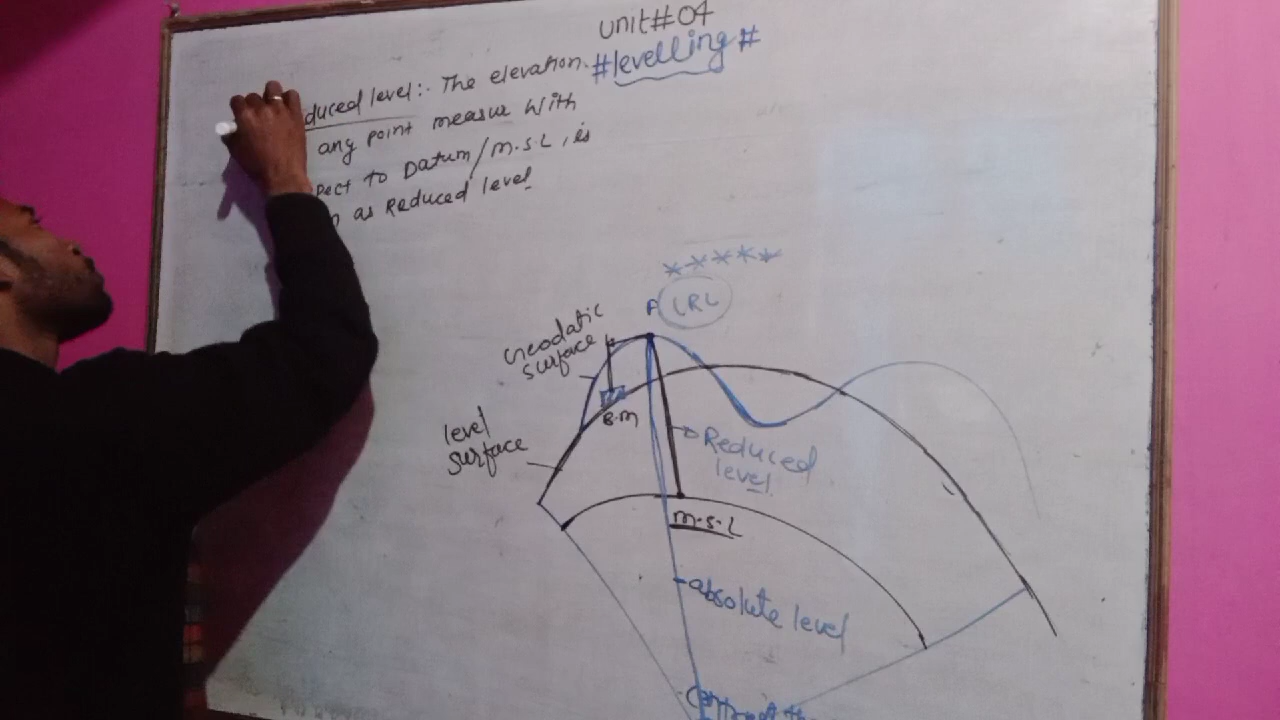 unit#04
#levelling#
duced level:- The elevation
any point measure with
pect to Datum/m.s.L, is
n as Reduced level
*****
A (RL)
Geodatic
surface
B.M
level
surface
Reduced
level
m.s.L
absolute level